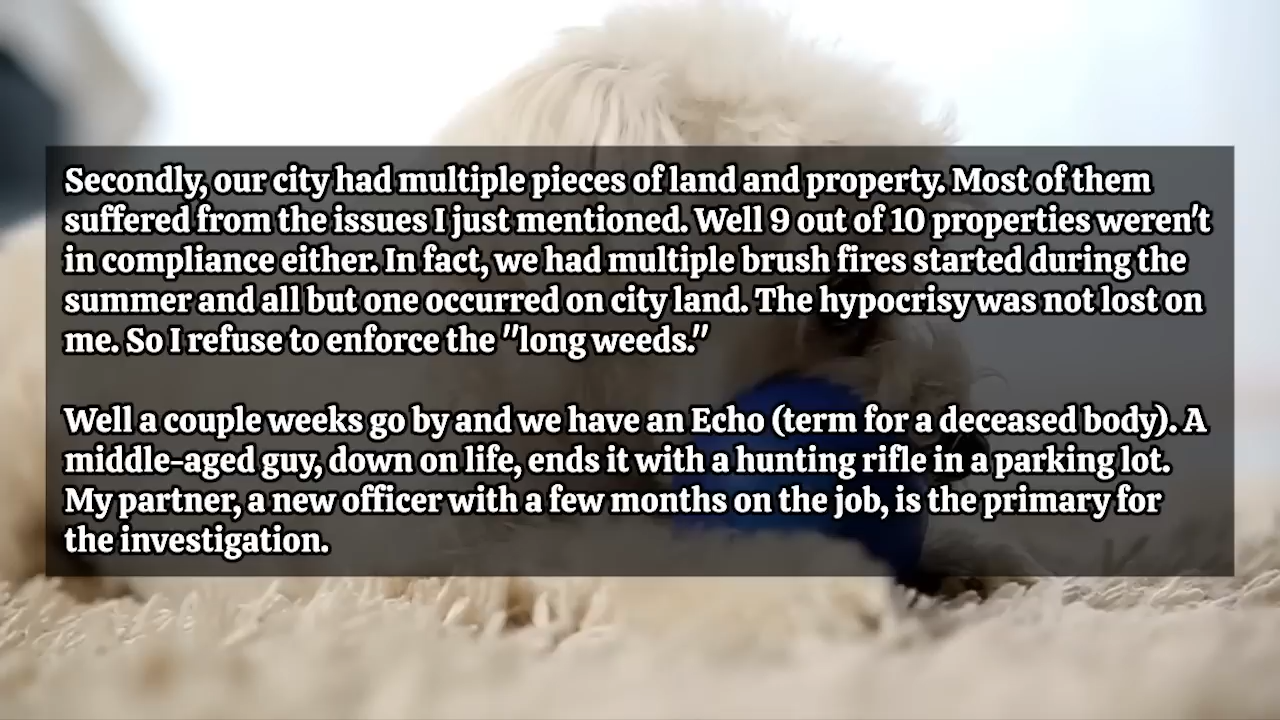 Secondly, our city had multiple pieces of land and property. Most of them
suffered from the issues I just mentioned. Well 9 out of 10 properties weren't
in compliance either. In fact, we had multiple brush fires started during the
summer and all but one occurred on city land. The hypocrisy was not lost on
me. So I refuse to enforce the "long weeds."
Well a couple weeks go by and we have an Echo (term for a deceased body). A
middle-aged guy, down on life, ends it with a hunting rifle in a parking lot.
My partner, a new officer with a few months on the job, is the primary for
the investigation.